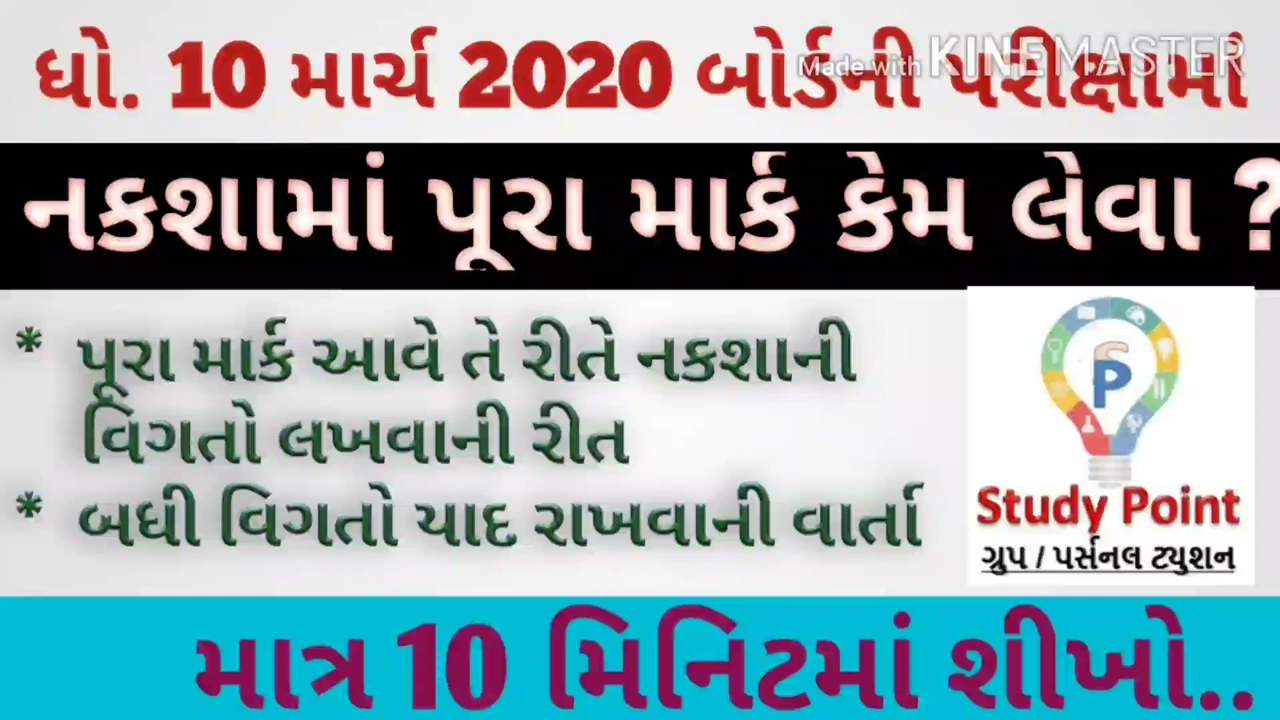 ધો. 10 માર્ચ 2020 બોર્ડની પરીક્ષામાં
Made with KINEMASTER
નકશામાં પૂરા માર્ક કેમ લેવા ?
* પૂરા માર્ક આવે તે રીતે નકશાની
વિગતો લખવાની રીત
* બધી વિગતો યાદ રાખવાની વાર્તા
Study Point
ગ્રુપ / પર્સનલ ટ્યુશન
માત્ર 10 મિનિટમાં શીખો..